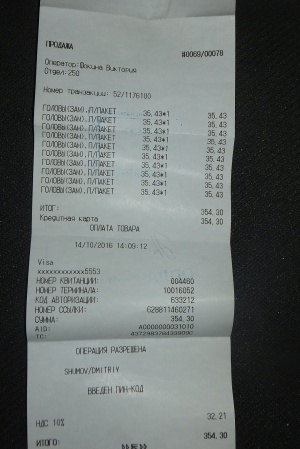 ПРОДАЖА #0069/00078
Оператор:Докина Виктория
Отдел:250
Номер транзакции: 52/1176100
ГОЛОВЫ(ЗАМ),П/ПАКЕТ 35,43*1 35,43
ГОЛОВЫ(ЗАМ),П/ПАКЕТ 35,43*1 35,43
ГОЛОВЫ(ЗАМ),П/ПАКЕТ 35,43*1 35,43
ГОЛОВЫ(ЗАМ),П/ПАКЕТ 35,43*1 35,43
ГОЛОВЫ(ЗАМ),П/ПАКЕТ 35,43*1 35,43
ГОЛОВЫ(ЗАМ),П/ПАКЕТ 35,43*1 35,43
ГОЛОВЫ(ЗАМ),П/ПАКЕТ 35,43*1 35,43
ГОЛОВЫ(ЗАМ),П/ПАКЕТ 35,43*1 35,43
ГОЛОВЫ(ЗАМ),П/ПАКЕТ 35,43*1 35,43
ГОЛОВЫ(ЗАМ),П/ПАКЕТ 35,43*1 35,43
ИТОГ: 354,30
Кредитная карта 354,30
ОПЛАТА ТОВАРА
14/10/2016 14:09:12
Visa
xxxxxxxxxxxx5553
НОМЕР КВИТАНЦИИ: 004460
НОМЕР ТЕРМИНАЛА: 10016052
КОД АВТОРИЗАЦИИ: 633212
НОМЕР ССЫЛКИ: 628811460271
СУММА: 354,30
AID: A0000000031010
TC:
ОПЕРАЦИЯ РАЗРЕШЕНА
SHUMOV/DMITRIY
ВВЕДЕН ПИН-КОД
НДС 10% 32,21
ИТОГО: 354,30